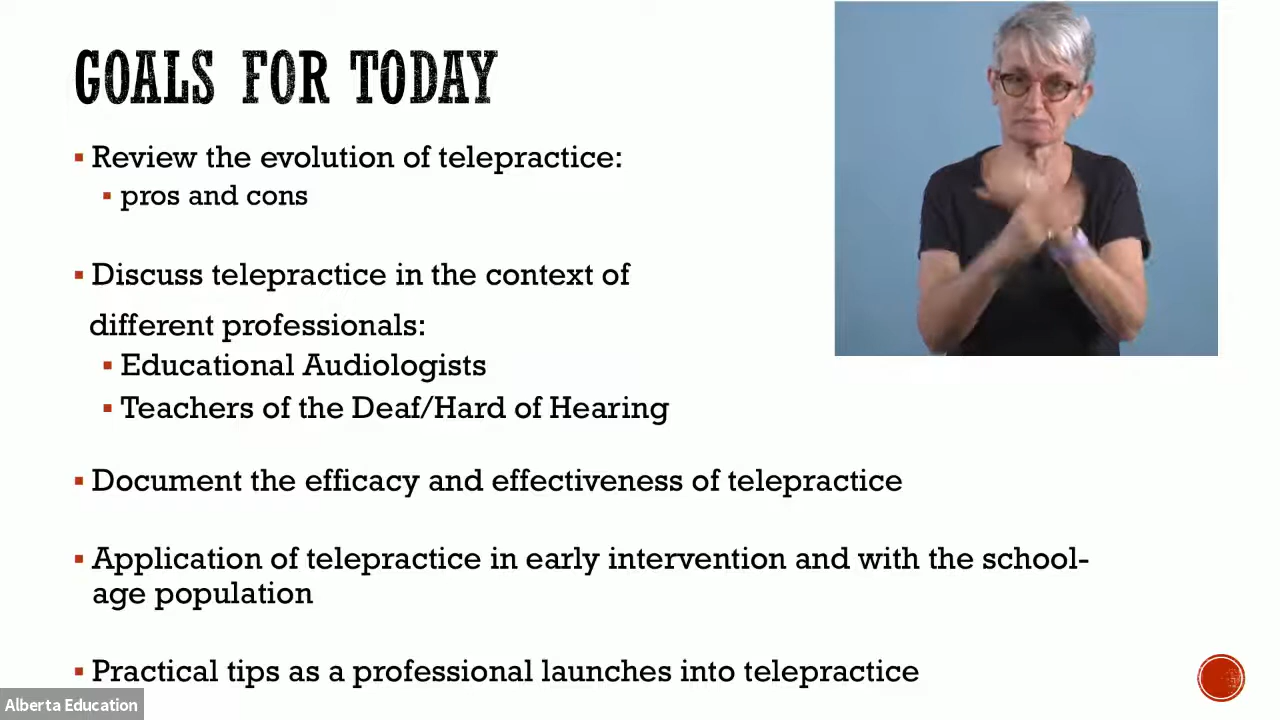 GOALS FOR TODAY
▪ Review the evolution of telepractice:
▪ pros and cons
▪ Discuss telepractice in the context of
different professionals:
▪ Educational Audiologists
▪ Teachers of the Deaf/Hard of Hearing
▪ Document the efficacy and effectiveness of telepractice
▪ Application of telepractice in early intervention and with the school-
age population
▪ Practical tips as a professional launches into telepractice
Alberta Education